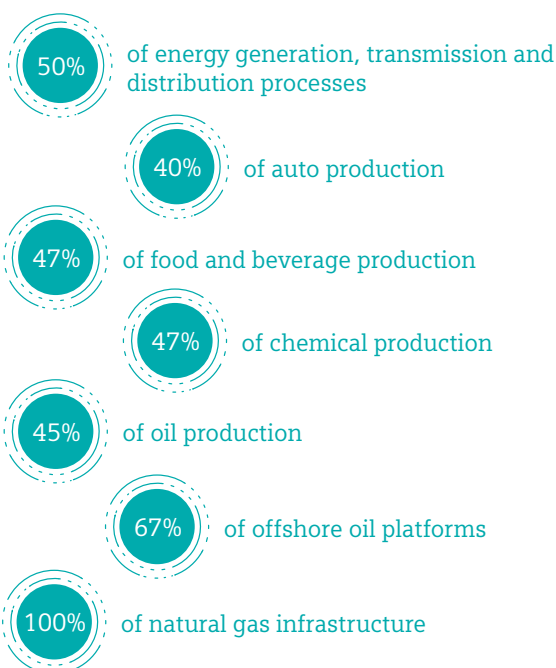 50%
of energy generation, transmission and
distribution processes
40%
of auto production
47%
of food and beverage production
47%
of chemical production
45%
of oil production
67%
of offshore oil platforms
100%
of natural gas infrastructure